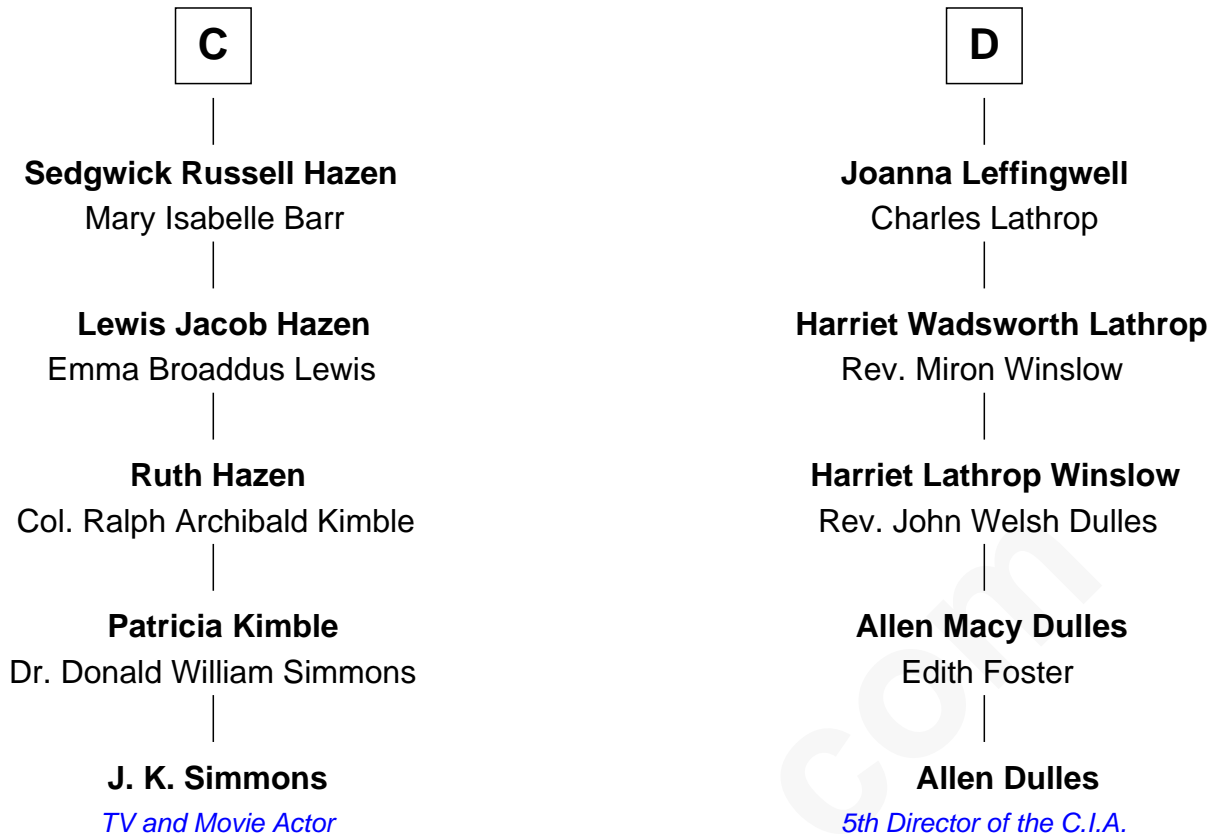 C
Sedgwick Russell Hazen
Mary Isabelle Barr
Lewis Jacob Hazen
Emma Broaddus Lewis
Ruth Hazen
Col. Ralph Archibald Kimble
Patricia Kimble
Dr. Donald William Simmons
J. K. Simmons
TV and Movie Actor
D
Joanna Leffingwell
Charles Lathrop
Harriet Wadsworth Lathrop
Rev. Miron Winslow
Harriet Lathrop Winslow
Rev. John Welsh Dulles
Allen Macy Dulles
Edith Foster
Allen Dulles
5th Director of the C.I.A.
com